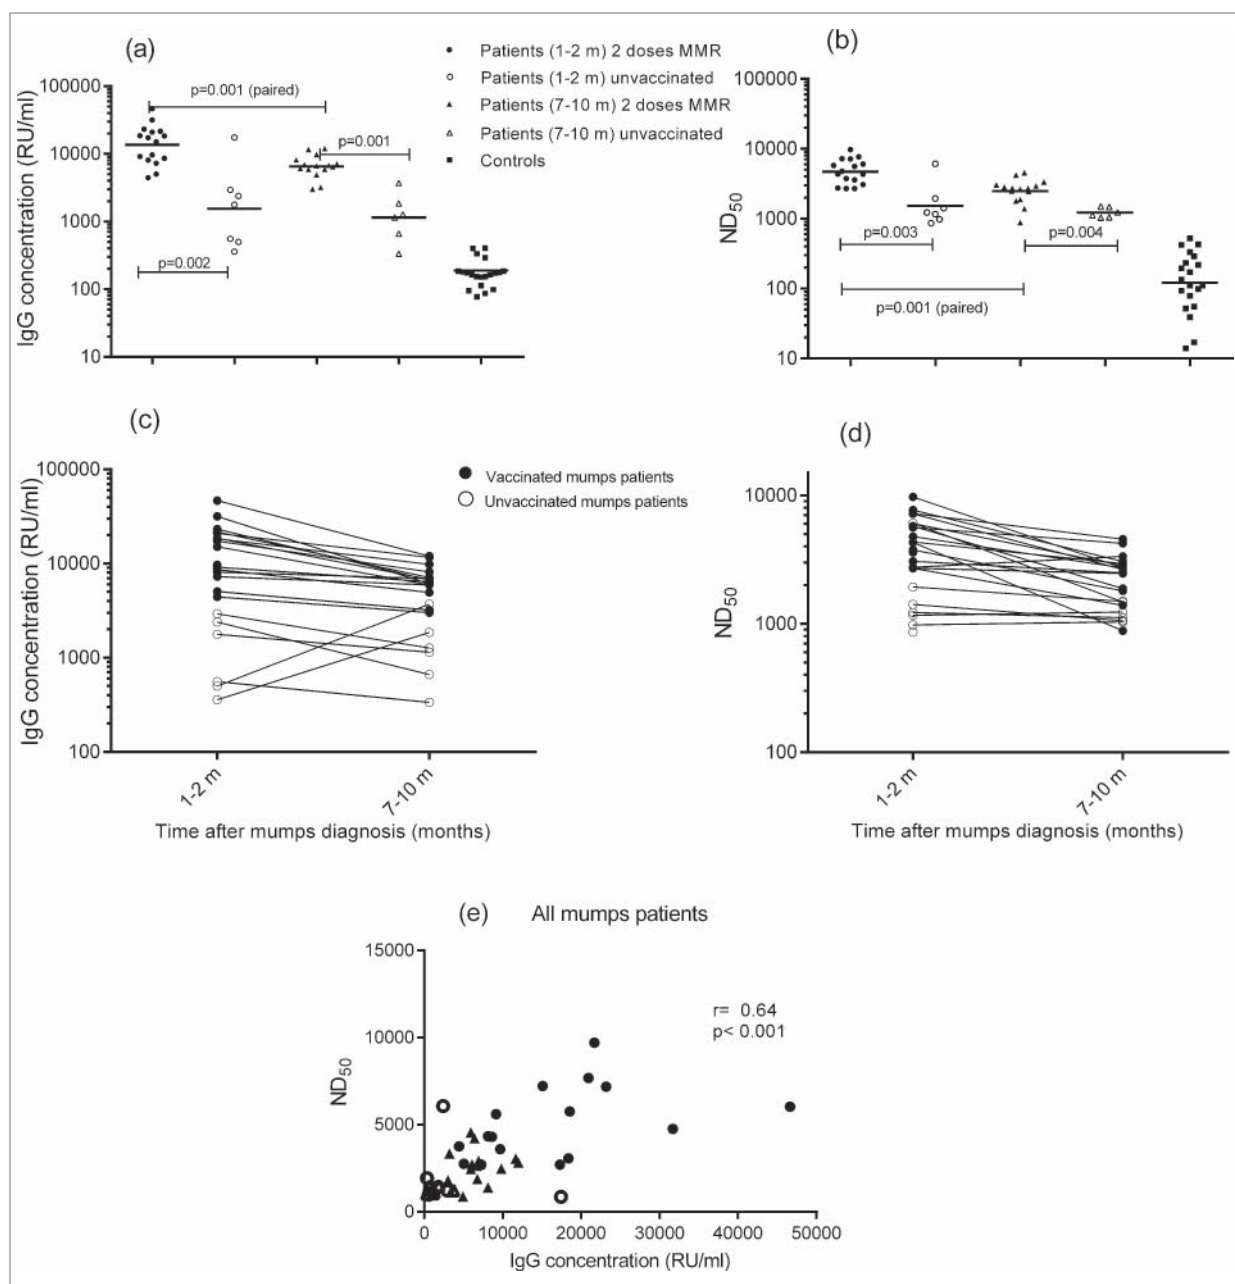 (a)
Patients (1-2 m) 2 doses MMR
Patients (1-2 m) unvaccinated
Patients (7-10 m) 2 doses MMR
Patients (7-10 m) unvaccinated
Controls
IgG concentration (RU/ml)
100000
10000
1000
100
10
p=0.001 (paired)
p=0.001
p=0.002
(b)
ND50
10000
1000
100
10
p=0.003
p=0.004
p=0.001 (paired)
(c)
IgG concentration (RU/ml)
100000
10000
1000
100
Vaccinated mumps patients
Unvaccinated mumps patients
1-2 m
7-10 m
Time after mumps diagnosis (months)
(d)
ND50
10000
1000
100
1-2 m
7-10 m
Time after mumps diagnosis (months)
(e) All mumps patients
ND50
15000
10000
5000
0
r= 0.64
p< 0.001
0 10000 20000 30000 40000 50000
IgG concentration (RU/ml)